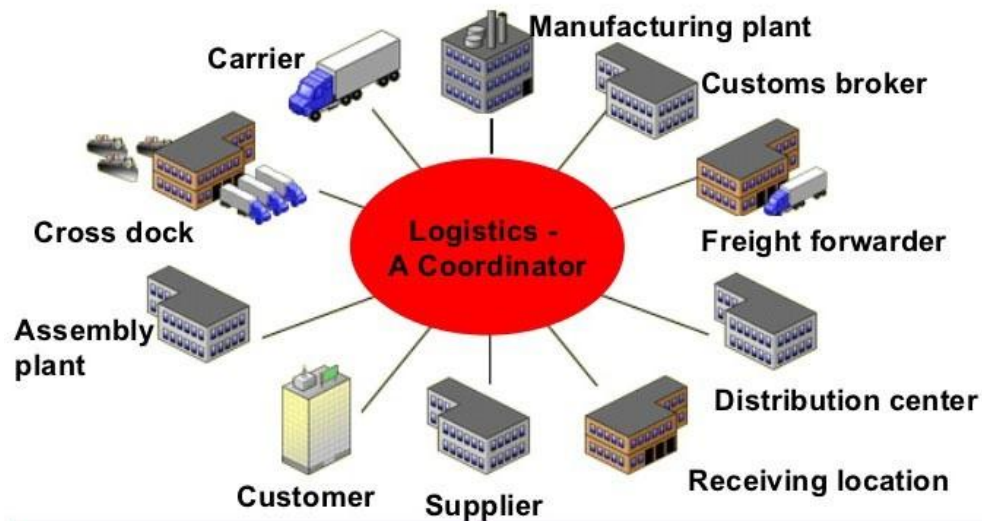 Manufacturing plant
Carrier
Customs broker
Cross dock
Logistics -
A Coordinator
Freight forwarder
Assembly
plant
Distribution center
Customer
Supplier
Receiving location